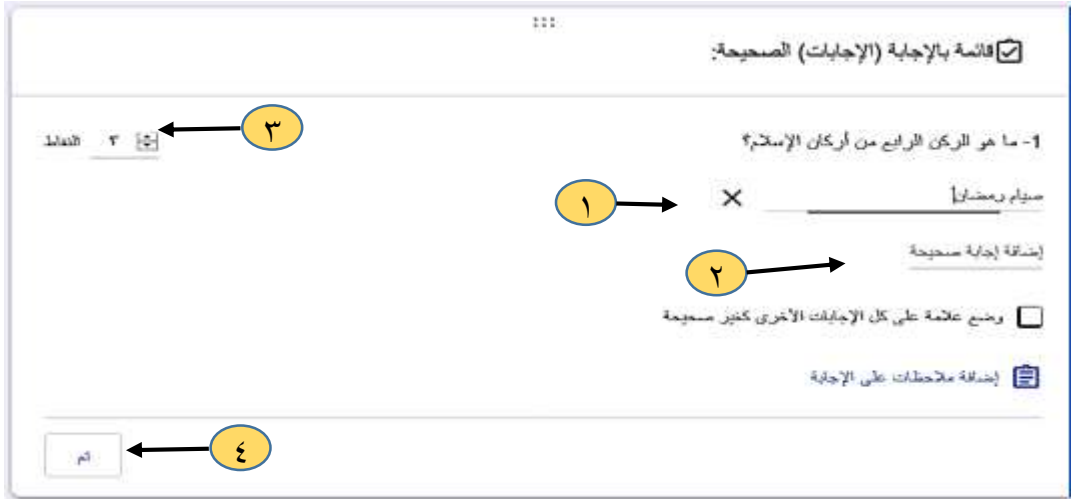 قائمة بالإجابة (الإجابات) الصحيحة:
1- ما هو الركن الرابع من أركان الإسلام؟
٣ النقاط
٣
صيام رمضان
١
إضافة إجابة صحيحة
٢
وضع علامة على كل الإجابات الأخرى كغير صحيحة
إضافة ملاحظات على الإجابة
تم
٤